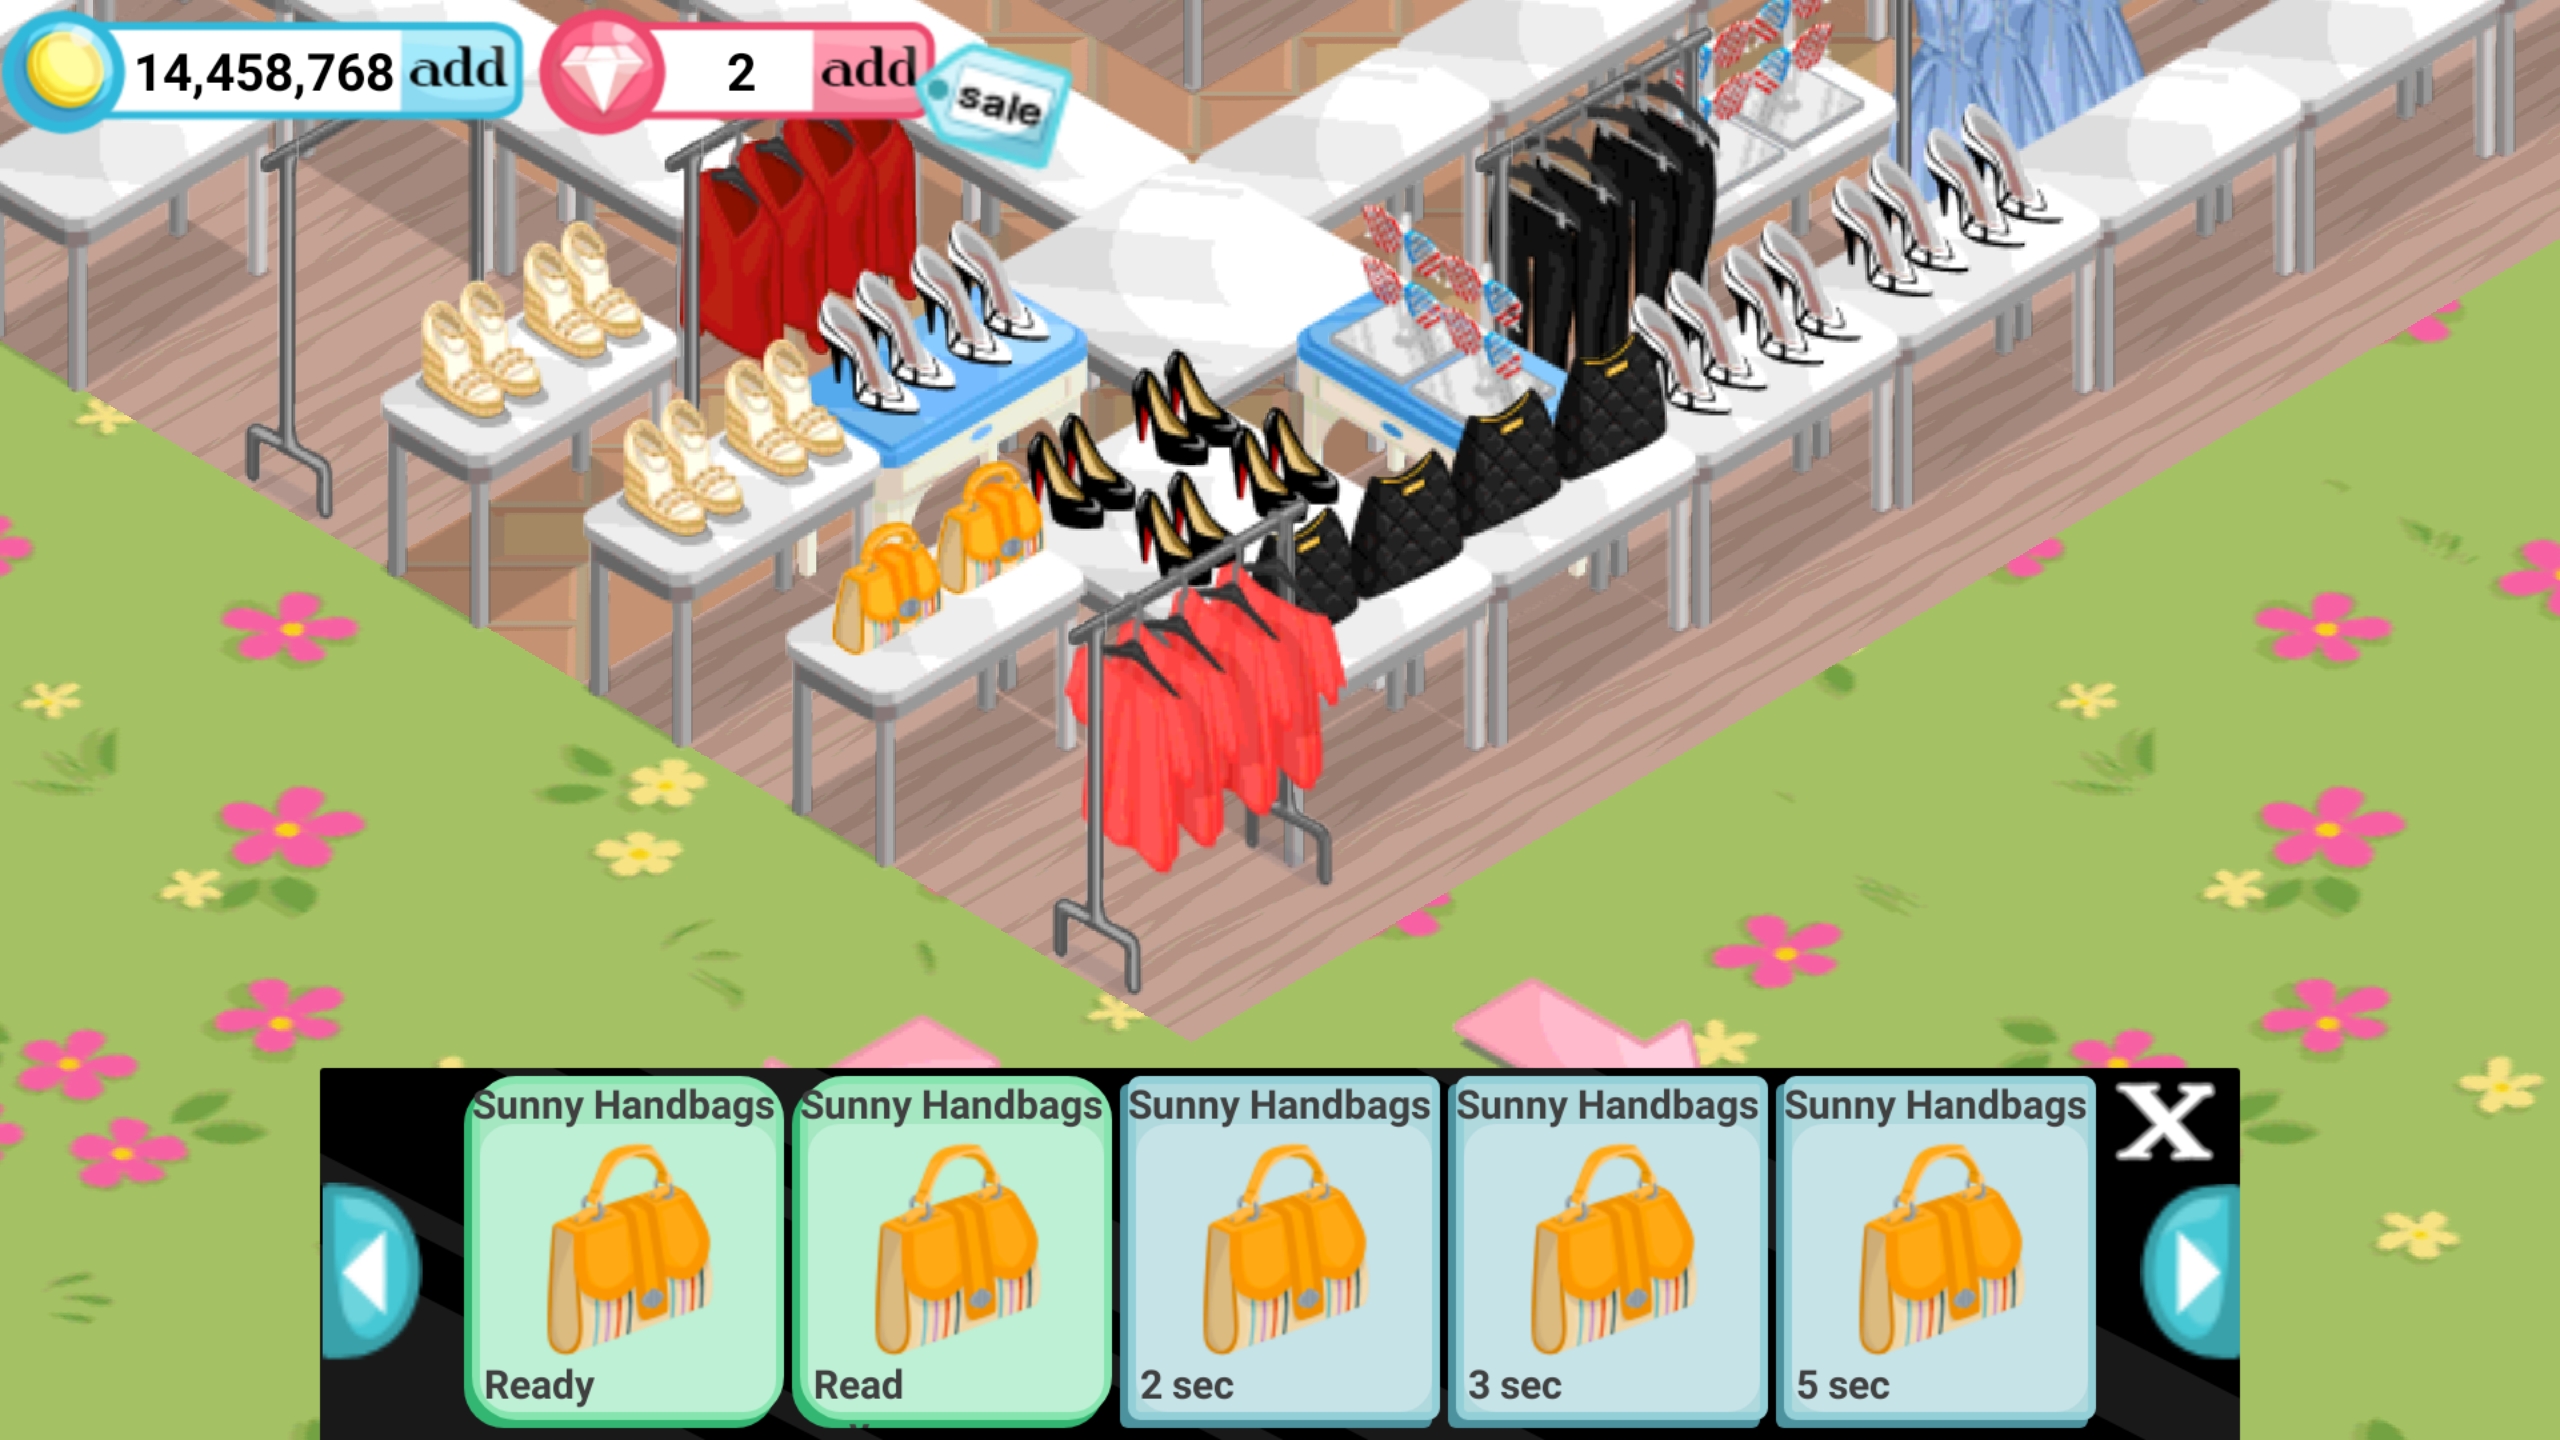 14,458,768 add
2 add
sale
Sunny Handbags
Ready
Sunny Handbags
Read
y
Sunny Handbags
2 sec
Sunny Handbags
3 sec
Sunny Handbags
5 sec
X